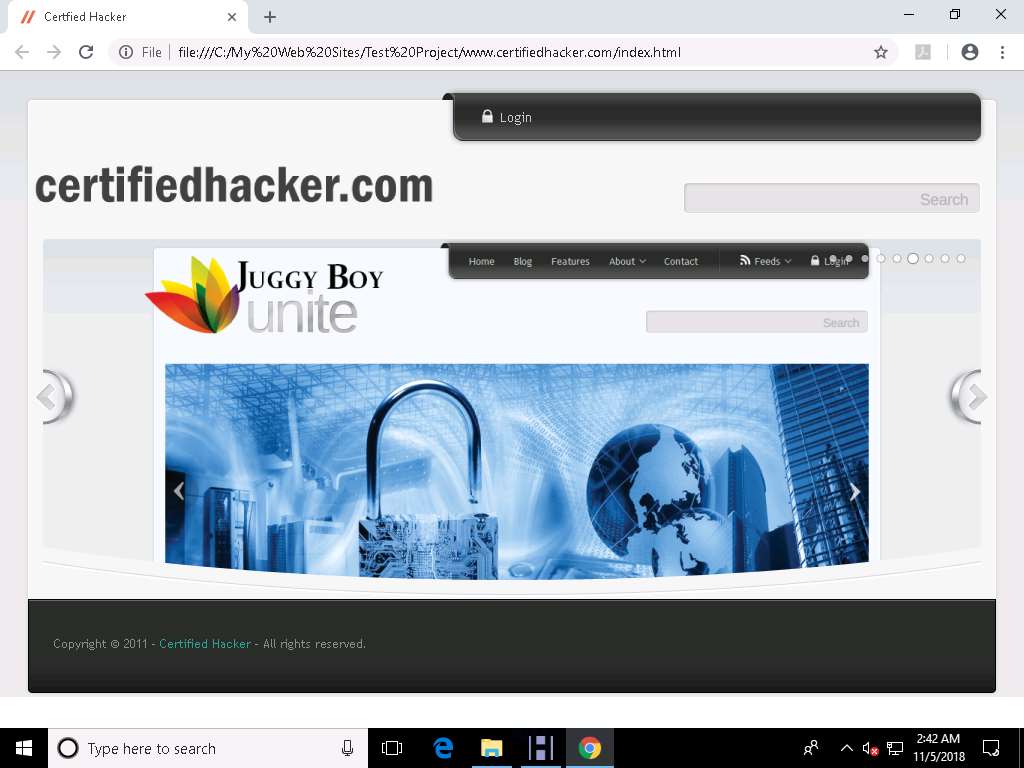 Certfied Hacker
File
file:///C:/My%20Web%20Sites/Test%20Project/www.certifiedhacker.com/index.html
Login
certifiedhacker.com
Search
JUGGY BOY
unite
Home Blog Features About Contact Feeds Login
Search
Copyright © 2011 - Certified Hacker - All rights reserved.
Type here to search
2:42 AM
11/5/2018